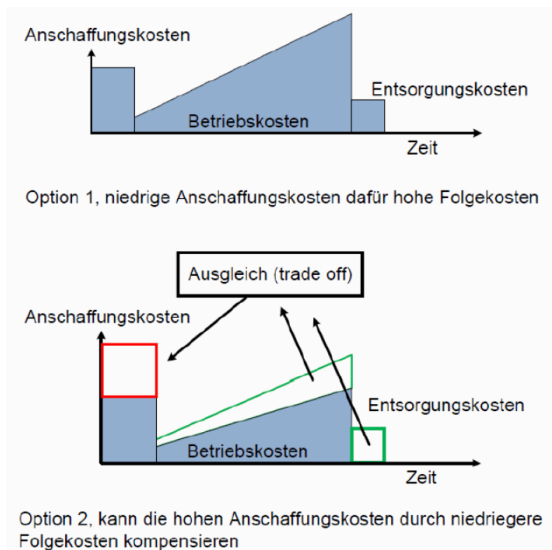 Anschaffungskosten
Entsorgungskosten
Betriebskosten
Zeit
Option 1, niedrige Anschaffungskosten dafür hohe Folgekosten
Ausgleich (trade off)
Anschaffungskosten
Entsorgungskosten
Betriebskosten
Zeit
Option 2, kann die hohen Anschaffungskosten durch niedriegere
Folgekosten kompensieren